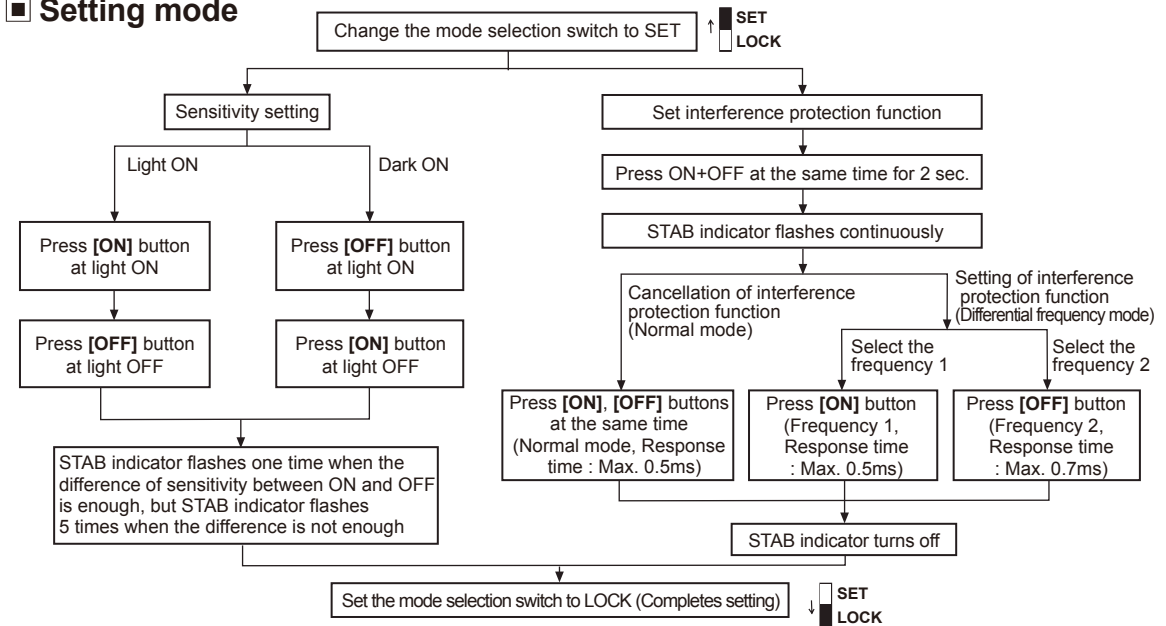 Setting mode
Change the mode selection switch to SET
↑
SET
LOCK
Sensitivity setting
Light ON
Dark ON
Press [ON] button
at light ON
Press [OFF] button
at light ON
Press [OFF] button
at light OFF
Press [ON] button
at light OFF
STAB indicator flashes one time when the
difference of sensitivity between ON and OFF
is enough, but STAB indicator flashes
5 times when the difference is not enough
Set interference protection function
Press ON+OFF at the same time for 2 sec.
STAB indicator flashes continuously
Cancellation of interference
protection function
(Normal mode)
Setting of interference
protection function
(Differential frequency mode)
Select the
frequency 1
Select the
frequency 2
Press [ON], [OFF] buttons
at the same time
(Normal mode, Response
time : Max. 0.5ms)
Press [ON] button
(Frequency 1,
Response time
: Max. 0.5ms)
Press [OFF] button
(Frequency 2,
Response time
: Max. 0.7ms)
STAB indicator turns off
Set the mode selection switch to LOCK (Completes setting)
↓
SET
LOCK